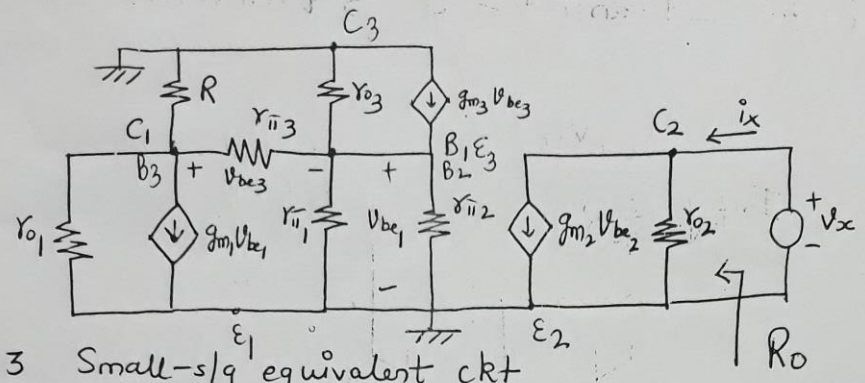 C3
R
ro3
gm3 vbe3
rπ3
ix
C1
C2
B1, E3
B3
+
-
+
B2
vbe3
+
ro1
gm1 vbe1
rπ1
vbe1
rπ2
gm2 vbe2
ro2
vx
-
-
E1
E2
Ro
3 Small-sig equivalent ckt